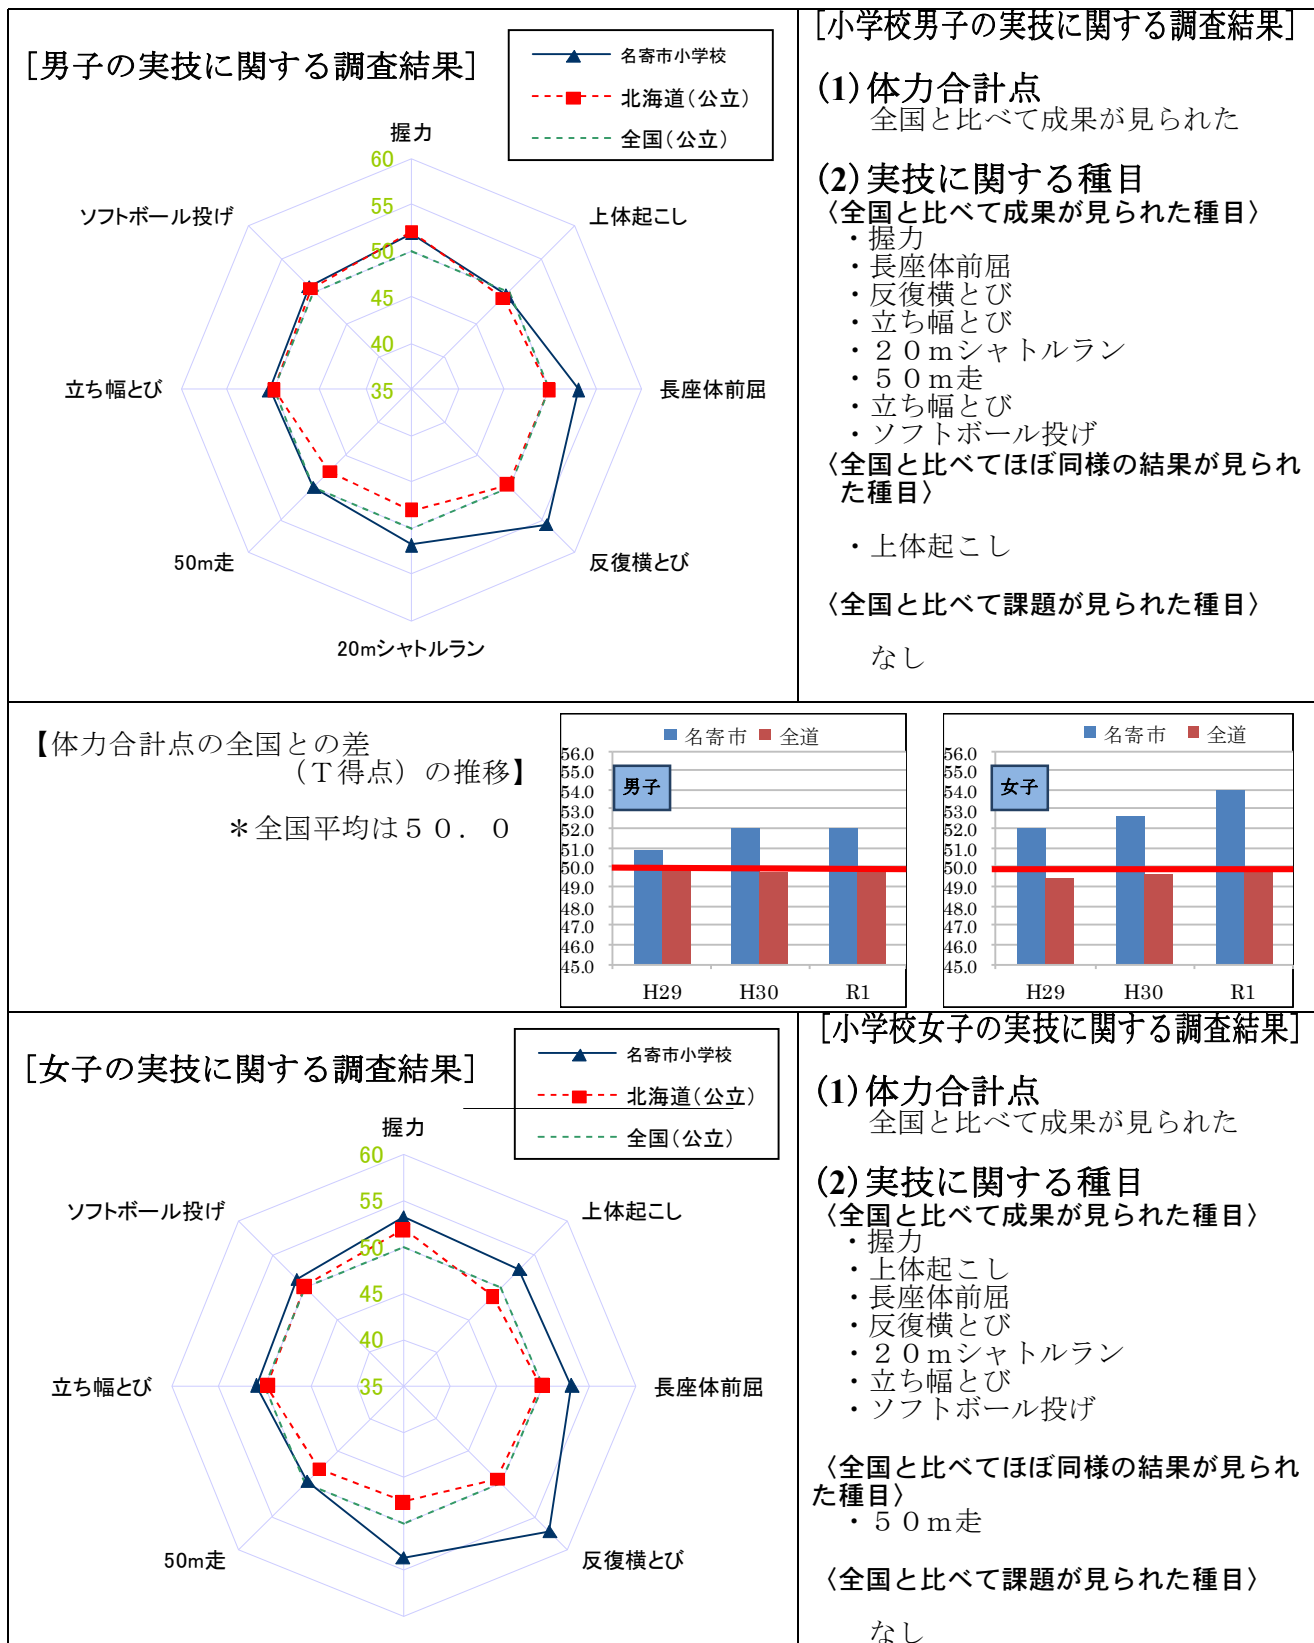 [男子の実技に関する調査結果]
名寄市小学校
北海道(公立)
全国(公立)
握力
上体起こし
長座体前屈
反復横とび
20mシャトルラン
50m走
立ち幅とび
ソフトボール投げ
60
55
50
45
40
35
[小学校男子の実技に関する調査結果]
(1)体力合計点
全国と比べて成果が見られた
(2)実技に関する種目
〈全国と比べて成果が見られた種目〉
・握力
・長座体前屈
・反復横とび
・立ち幅とび
・２０ｍシャトルラン
・５０ｍ走
・立ち幅とび
・ソフトボール投げ
〈全国と比べてほぼ同様の結果が見られ
た種目〉
・上体起こし
〈全国と比べて課題が見られた種目〉
なし
【体力合計点の全国との差
（Ｔ得点）の推移】
＊全国平均は５０．０
名寄市 全道
男子
56.0
55.0
54.0
53.0
52.0
51.0
50.0
49.0
48.0
47.0
46.0
45.0
H29 H30 R1
名寄市 全道
女子
56.0
55.0
54.0
53.0
52.0
51.0
50.0
49.0
48.0
47.0
46.0
45.0
H29 H30 R1
[女子の実技に関する調査結果]
名寄市小学校
北海道(公立)
全国(公立)
握力
上体起こし
長座体前屈
反復横とび
50m走
立ち幅とび
ソフトボール投げ
60
55
50
45
40
35
[小学校女子の実技に関する調査結果]
(1)体力合計点
全国と比べて成果が見られた
(2)実技に関する種目
〈全国と比べて成果が見られた種目〉
・握力
・上体起こし
・長座体前屈
・反復横とび
・２０ｍシャトルラン
・立ち幅とび
・ソフトボール投げ
〈全国と比べてほぼ同様の結果が見られ
た種目〉
・５０ｍ走
〈全国と比べて課題が見られた種目〉
なし